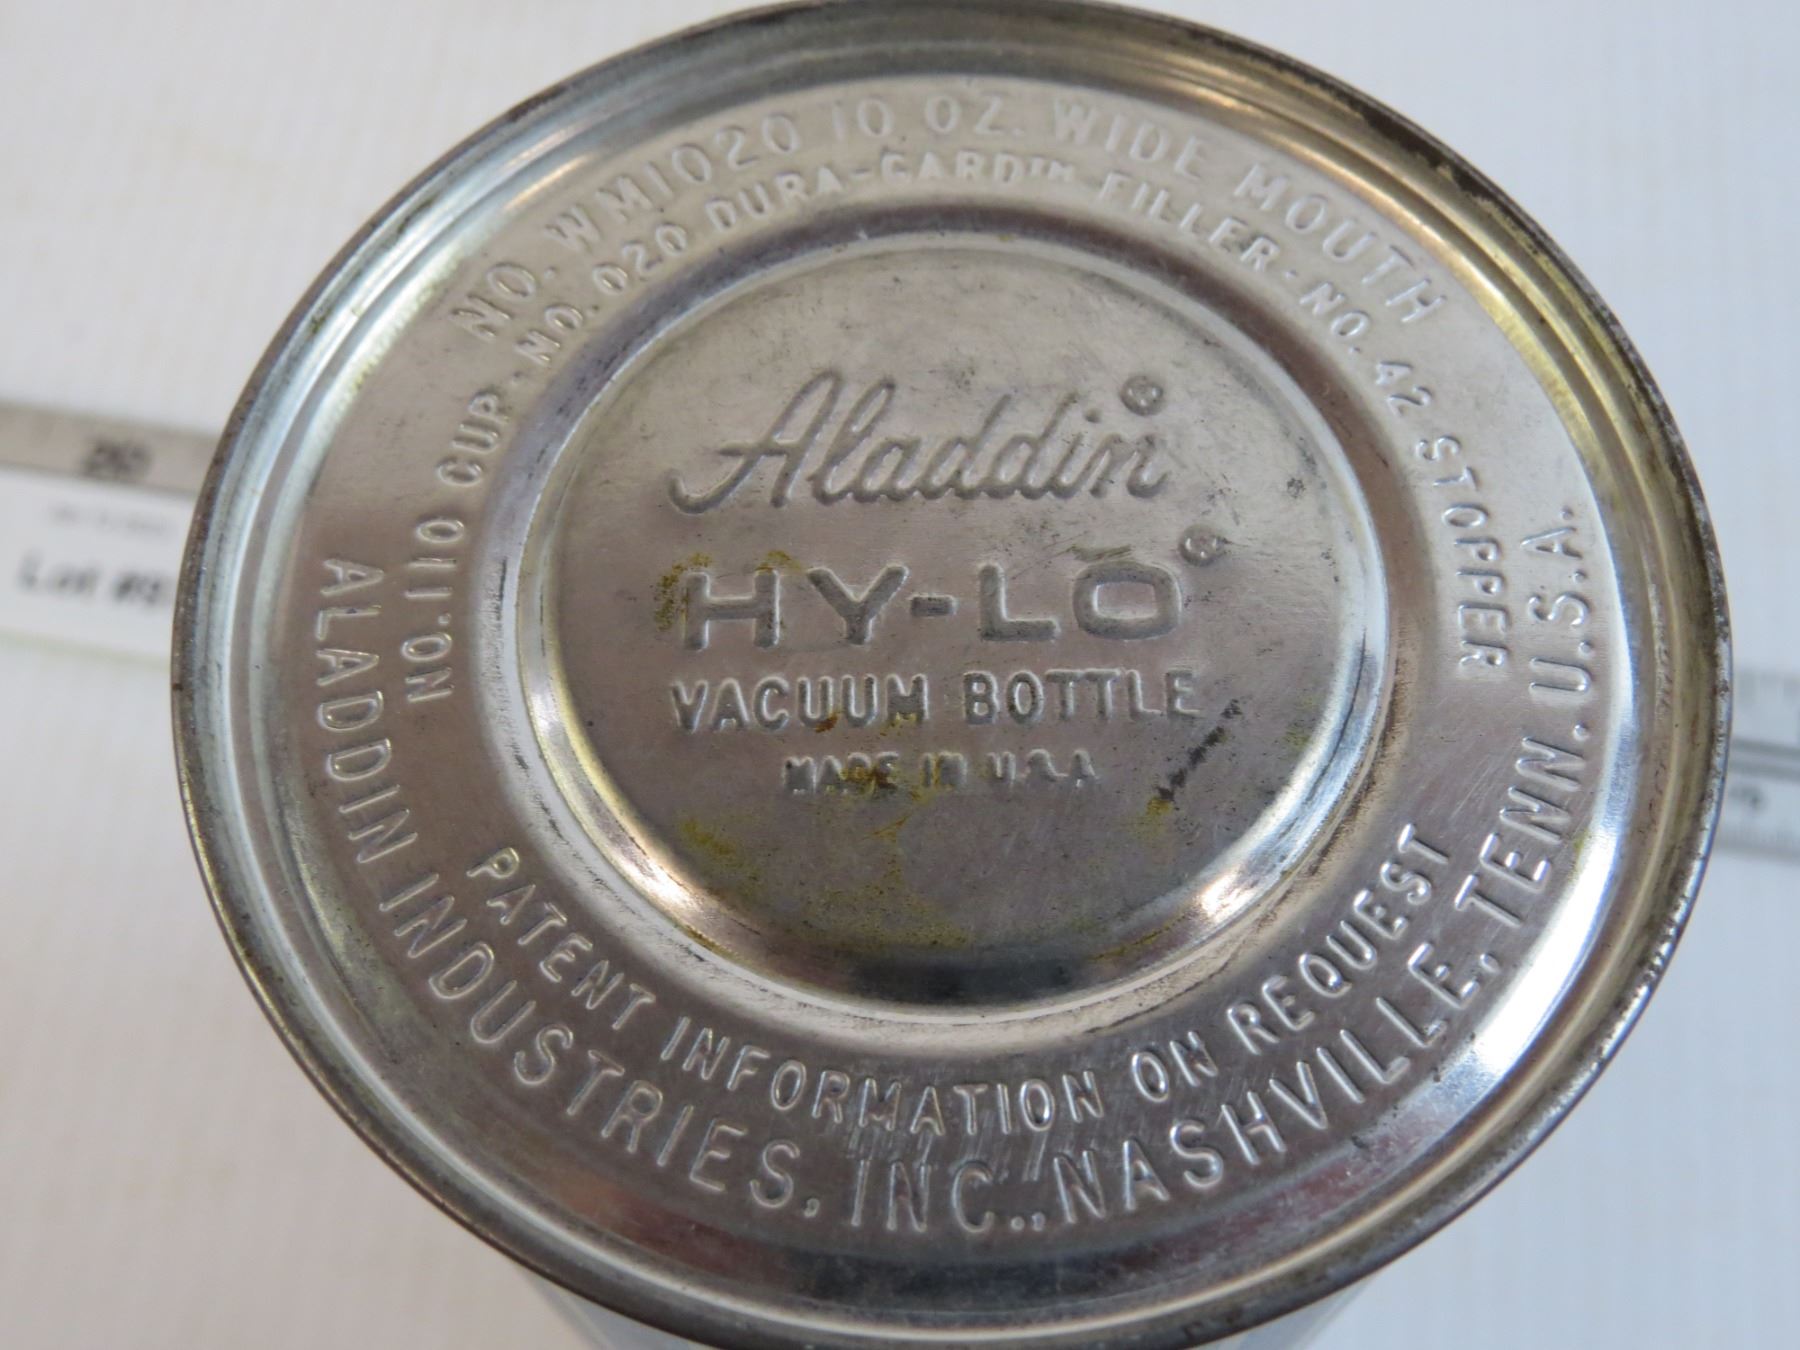 NO. WM1020 10 OZ. WIDE MOUTH
NO. 110 CUP - NO. 020 DURA-GARD™ FILLER - NO. 42 STOPPER
Aladdin®
HY-LO®
VACUUM BOTTLE
MADE IN U.S.A
PATENT INFORMATION ON REQUEST
ALADDIN INDUSTRIES, INC., NASHVILLE, TENN. U.S.A.
Lot